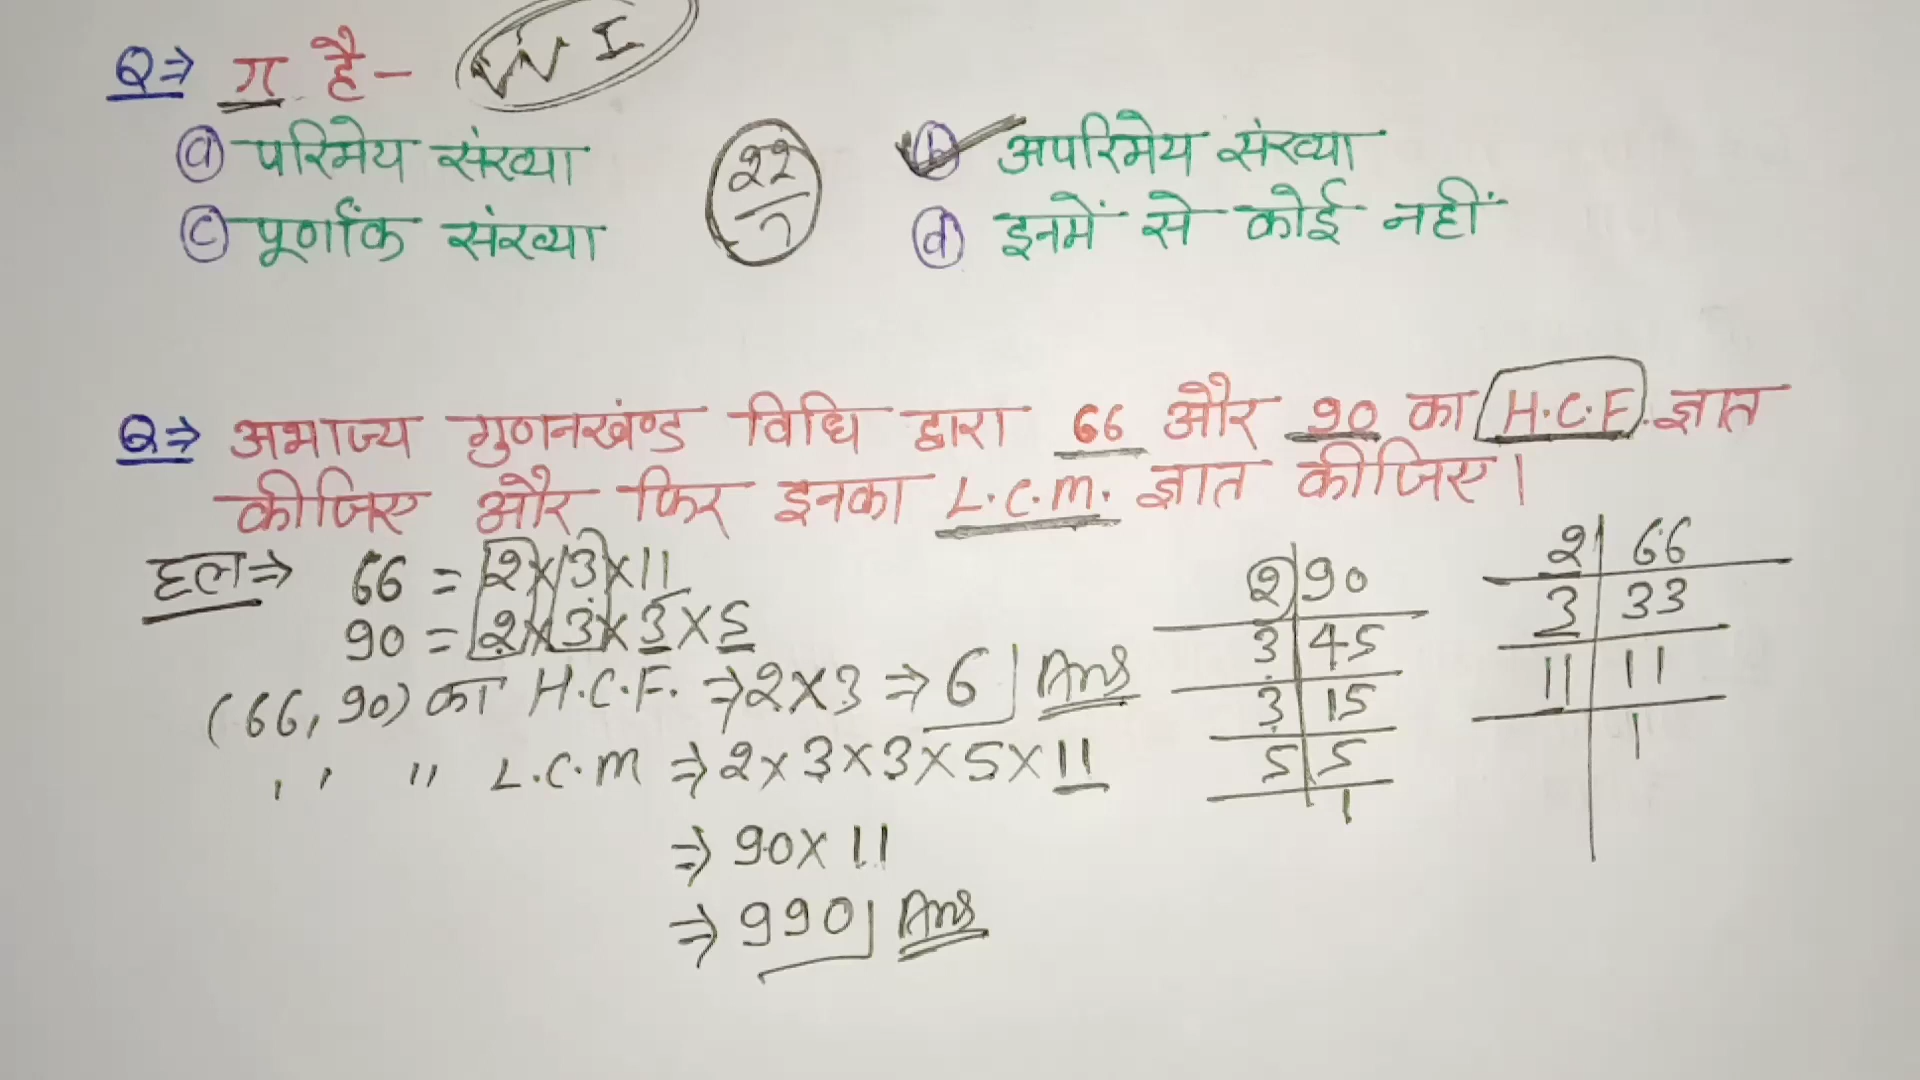 Q⇒ π है- VVI
ⓐ परिमेय संख्या 22/7 ⓑ अपरिमेय संख्या
ⓒ पूर्णांक संख्या ⓓ इनमें से कोई नहीं
Q⇒ अभाज्य गुणनखंण्ड विधि द्वारा 66 और 90 का H.C.F. ज्ञात
कीजिए और फिर इनका L.C.M. ज्ञात कीजिए।
हल⇒ 66 = 2×3×11
90 = 2×3×3×5
(66, 90) का H.C.F. ⇒ 2×3 ⇒ 6 Ans
,, " L.C.M ⇒ 2×3×3×5×11
⇒ 90×11
⇒ 990 Ans
2 | 90
3 | 45
3 | 15
5 | 5
1
2 | 66
3 | 33
11 | 11
1